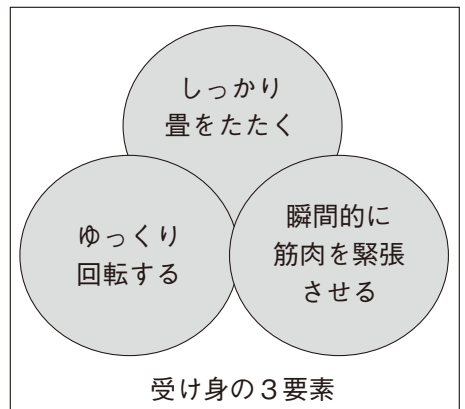 しっかり
畳をたたく
ゆっくり
回転する
瞬間的に
筋肉を緊張
させる
受け身の３要素